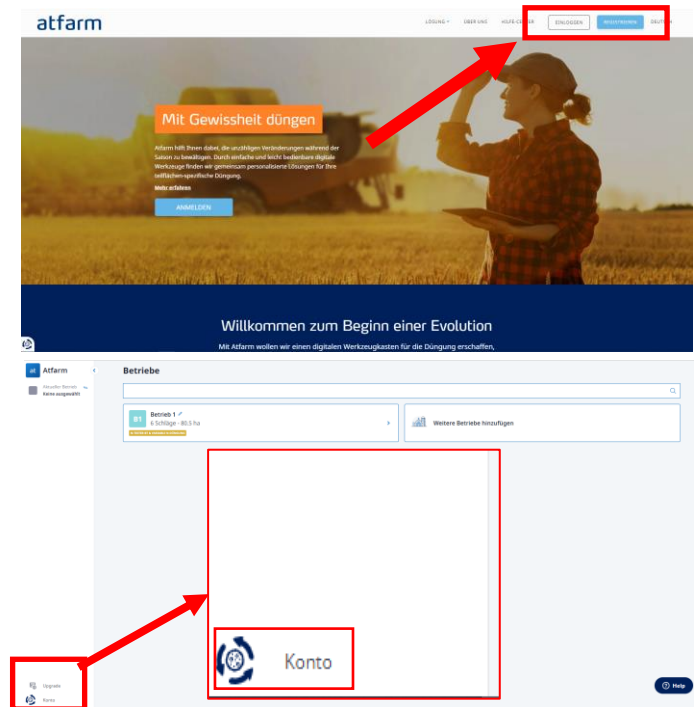 atfarm
LÖSUNG ÜBER UNS HILFE-CENTER EINLOGGEN REGISTRIEREN DEUTSCH
Mit Gewissheit düngen
Atfarm hilft Ihnen dabei, die unzähligen Veränderungen während der
Saison zu bewältigen. Durch einfache und leicht bedienbare digitale
Werkzeuge finden wir gemeinsam personalisierte Lösungen für Ihre
teilflächen-spezifische Düngung.
Mehr erfahren
ANMELDEN
Willkommen zum Beginn einer Evolution
Mit Atfarm wollen wir einen digitalen Werkzeugkasten für die Düngung erschaffen,
at Atfarm
Betriebe
Aktueller Betrieb
Keine ausgewählt
B1 Betrieb 1
6 Schläge - 80.5 ha
Weitere Betriebe hinzufügen
Konto
Upgrade
Konto
Help